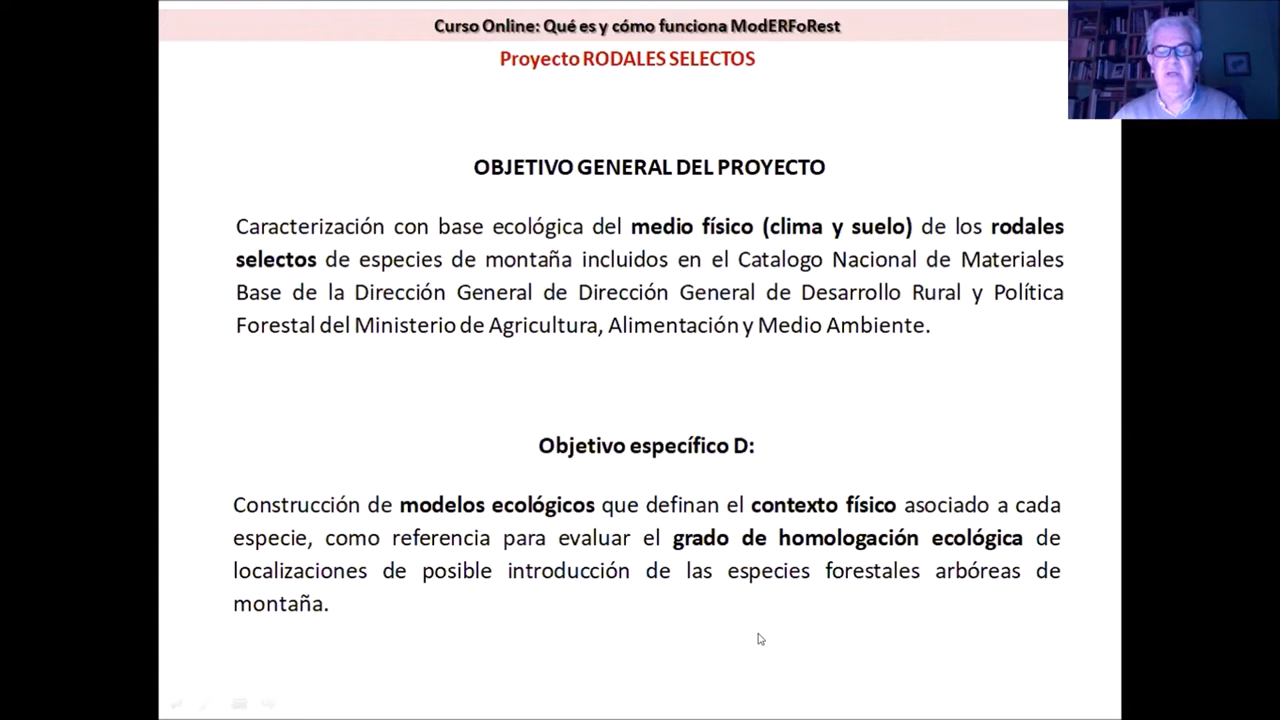 Curso Online: Qué es y cómo funciona ModERFoRest
Proyecto RODALES SELECTOS
OBJETIVO GENERAL DEL PROYECTO
Caracterización con base ecológica del medio físico (clima y suelo) de los rodales
selectos de especies de montaña incluidos en el Catalogo Nacional de Materiales
Base de la Dirección General de Dirección General de Desarrollo Rural y Política
Forestal del Ministerio de Agricultura, Alimentación y Medio Ambiente.
Objetivo específico D:
Construcción de modelos ecológicos que definan el contexto físico asociado a cada
especie, como referencia para evaluar el grado de homologación ecológica de
localizaciones de posible introducción de las especies forestales arbóreas de
montaña.